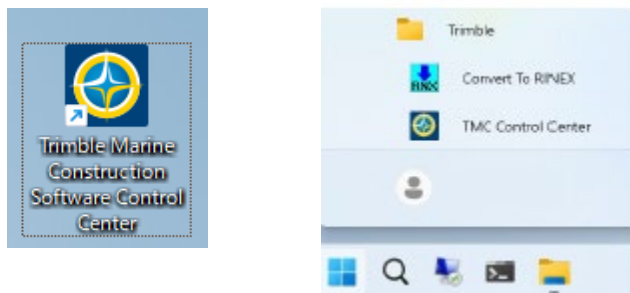 Trimble Marine
Construction
Software Control
Center
Trimble
RNX
Convert To RINEX
TMC Control Center